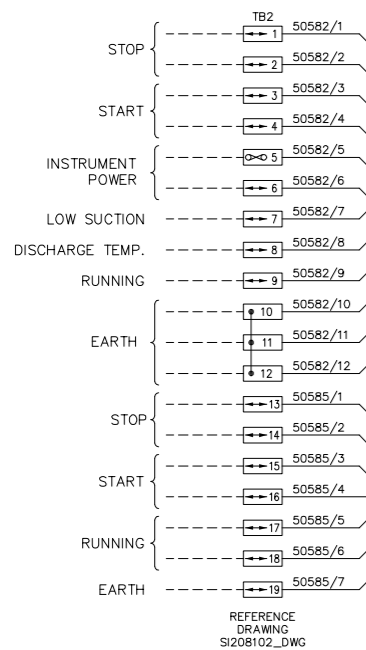 TB2
1 50582/1
STOP
2 50582/2
3 50582/3
START
4 50582/4
5 50582/5
INSTRUMENT
POWER
6 50582/6
LOW SUCTION 7 50582/7
DISCHARGE TEMP. 8 50582/8
RUNNING 9 50582/9
10 50582/10
EARTH 11 50582/11
12 50582/12
13 50585/1
STOP
14 50585/2
15 50585/3
START
16 50585/4
17 50585/5
RUNNING
18 50585/6
EARTH 19 50585/7
REFERENCE
DRAWING
SI208102_DWG